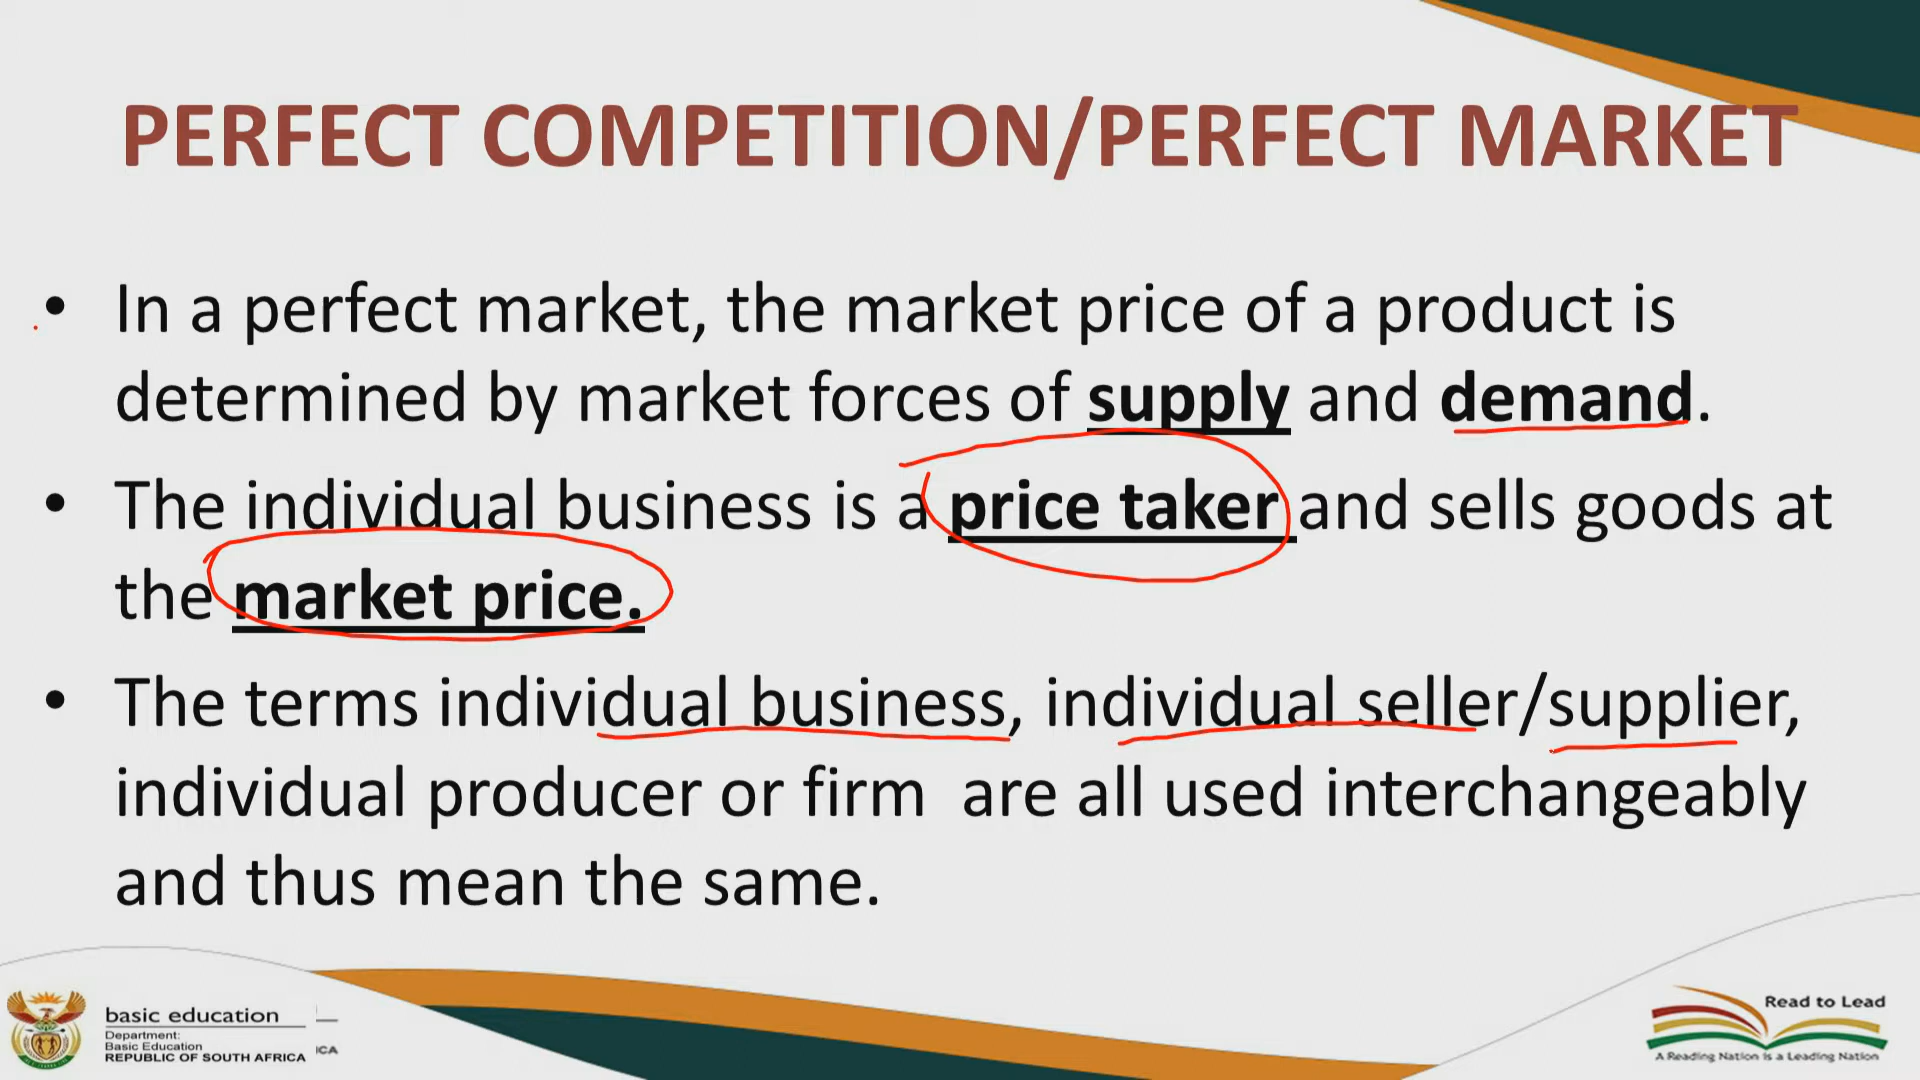 PERFECT COMPETITION/PERFECT MARKET
• In a perfect market, the market price of a product is
determined by market forces of supply and demand.
• The individual business is a price taker and sells goods at
the market price.
• The terms individual business, individual seller/supplier,
individual producer or firm are all used interchangeably
and thus mean the same.
basic education
Department:
Basic Education
REPUBLIC OF SOUTH AFRICA
ICA
Read to Lead
A Reading Nation is a Leading Nation